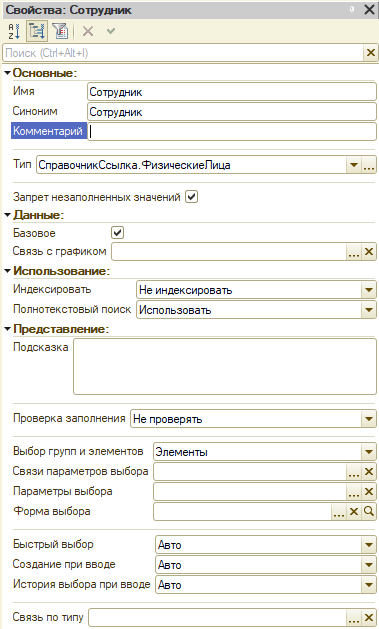 Свойства: Сотрудник
Поиск (Ctrl+Alt+I)
Основные:
Имя Сотрудник
Синоним Сотрудник
Комментарий
Тип СправочникСсылка.ФизическиеЛица
Запрет незаполненных значений
Данные:
Базовое
Связь с графиком
Использование:
Индексировать Не индексировать
Полнотекстовый поиск Использовать
Представление:
Подсказка
Проверка заполнения Не проверять
Выбор групп и элементов Элементы
Связи параметров выбора
Параметры выбора
Форма выбора
Быстрый выбор Авто
Создание при вводе Авто
История выбора при вводе Авто
Связь по типу